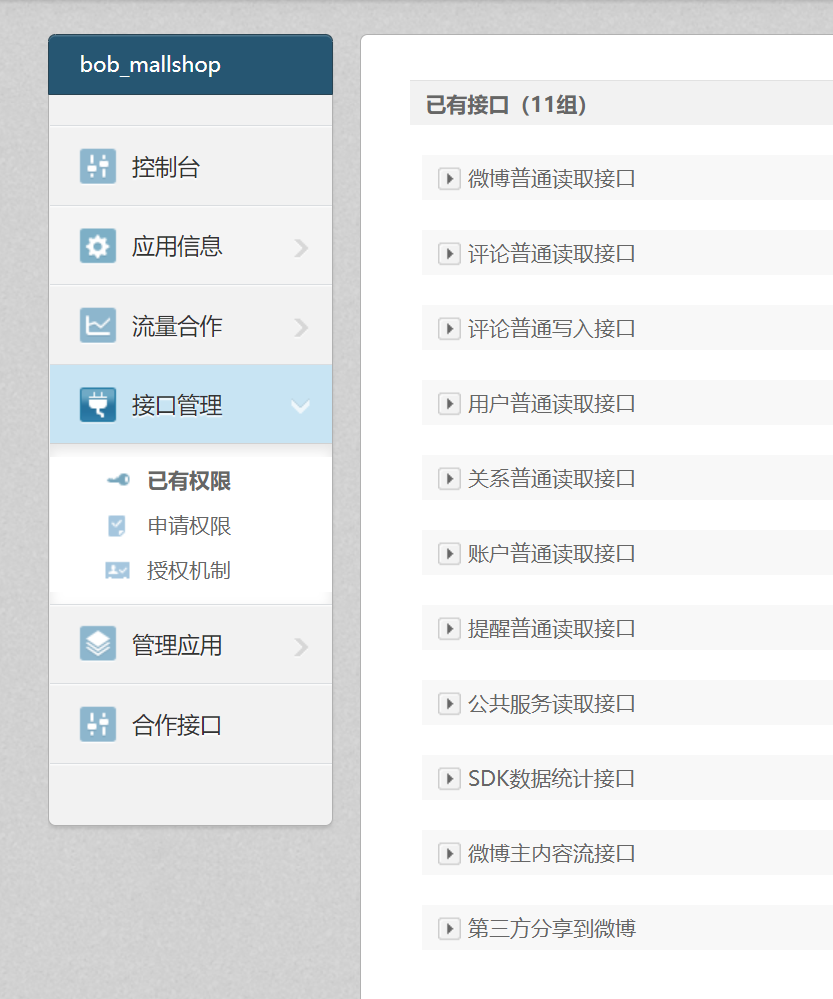 bob_mallshop
控制台
应用信息
流量合作
接口管理
已有权限
申请权限
授权机制
管理应用
合作接口
已有接口（11组）
微博普通读取接口
评论普通读取接口
评论普通写入接口
用户普通读取接口
关系普通读取接口
账户普通读取接口
提醒普通读取接口
公共服务读取接口
SDK数据统计接口
微博主内容流接口
第三方分享到微博